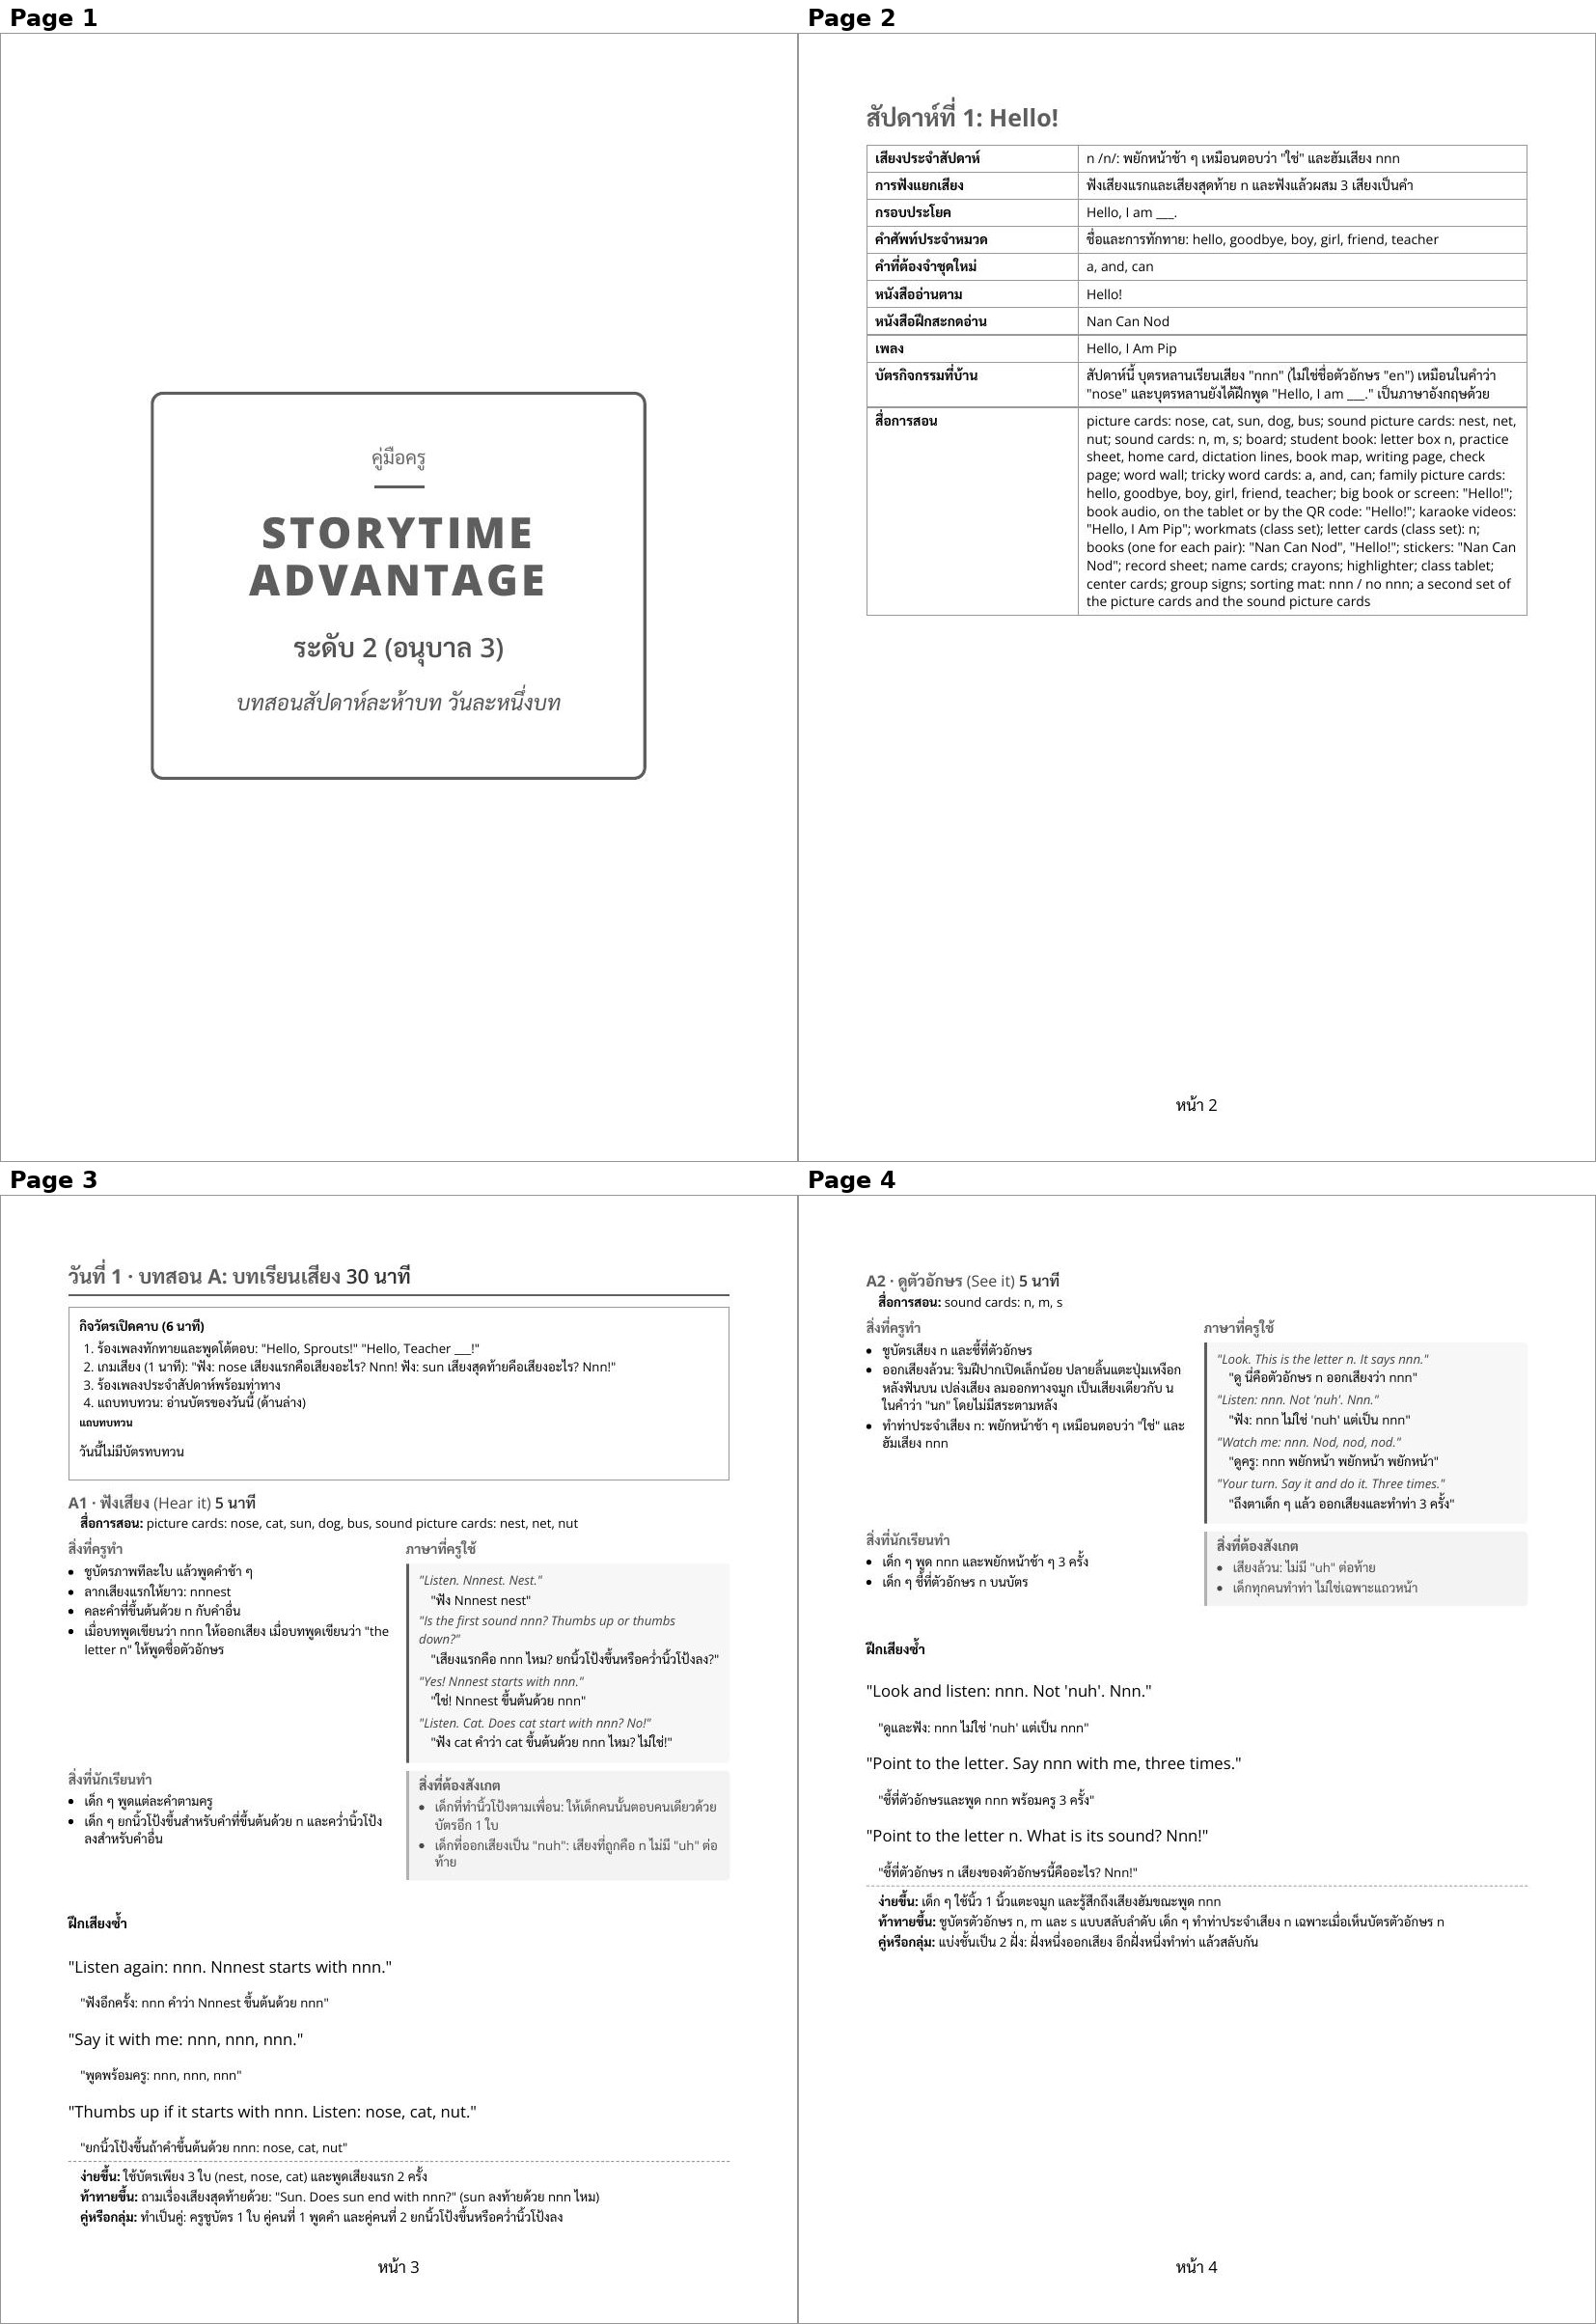 Page 1
คู่มือครู
STORYTIME
ADVANTAGE
ระดับ 2 (อนุบาล 3)
บทสอนสัปดาห์ละห้าบท วันละหนึ่งบท
Page 2
สัปดาห์ที่ 1: Hello!
เสียงประจำสัปดาห์
n /n/: พยักหน้าช้า ๆ เหมือนตอบว่า "ใช่" และฮัมเสียง nnn
การฟังแยกเสียง
ฟังเสียงแรกและเสียงสุดท้าย n และฟังแล้วผสม 3 เสียงเป็นคำ
กรอบประโยค
Hello, I am ___.
คำศัพท์ประจำหมวด
ชื่อและการทักทาย: hello, goodbye, boy, girl, friend, teacher
คำที่ต้องจำชุดใหม่
a, and, can
หนังสืออ่านตาม
Hello!
หนังสือฝึกสะกดอ่าน
Nan Can Nod
เพลง
Hello, I Am Pip
บัตรกิจกรรมที่บ้าน
สัปดาห์นี้ บุตรหลานเรียนเสียง "nnn" (ไม่ใช่ชื่อตัวอักษร "en") เหมือนในคำว่า
"nose" และบุตรหลานยังได้ฝึกพูด "Hello, I am ___." เป็นภาษาอังกฤษด้วย
สื่อการสอน
picture cards: nose, cat, sun, dog, bus; sound picture cards: nest, net,
nut; sound cards: n, m, s; board; student book: letter box n, practice
sheet, home card, dictation lines, book map, writing page, check
page; word wall; tricky word cards: a, and, can; family picture cards:
hello, goodbye, boy, girl, friend, teacher; big book or screen: "Hello!";
book audio, on the tablet or by the QR code: "Hello!"; karaoke videos:
"Hello, I Am Pip"; workmats (class set); letter cards (class set): n;
books (one for each pair): "Nan Can Nod", "Hello!"; stickers: "Nan Can
Nod"; record sheet; name cards; crayons; highlighter; class tablet;
center cards; group signs; sorting mat: nnn / no nnn; a second set of
the picture cards and the sound picture cards
หน้า 2
Page 3
วันที่ 1 · บทสอน A: บทเรียนเสียง 30 นาที
กิจวัตรเปิดคาบ (6 นาที)
1. ร้องเพลงทักทายและพูดโต้ตอบ: "Hello, Sprouts!" "Hello, Teacher ___!"
2. เกมเสียง (1 นาที): "ฟัง: nose เสียงแรกคือเสียงอะไร? Nnn! ฟัง: sun เสียงสุดท้ายคือเสียงอะไร? Nnn!"
3. ร้องเพลงประจำสัปดาห์พร้อมท่าทาง
4. แถบทบทวน: อ่านบัตรของวันนี้ (ด้านล่าง)
แถบทบทวน
วันนี้ไม่มีบัตรทบทวน
A1 · ฟังเสียง (Hear it) 5 นาที
สื่อการสอน: picture cards: nose, cat, sun, dog, bus, sound picture cards: nest, net, nut
สิ่งที่ครูทำ
• ชูบัตรภาพทีละใบ แล้วพูดคำช้า ๆ
• ลากเสียงแรกให้ยาว: nnnest
• คละคำที่ขึ้นต้นด้วย n กับคำอื่น
• เมื่อบทพูดเขียนว่า nnn ให้ออกเสียง เมื่อบทพูดเขียนว่า "the
letter n" ให้พูดชื่อตัวอักษร
ภาษาที่ครูใช้
"Listen. Nnnest. Nest."
"ฟัง Nnnest nest"
"Is the first sound nnn? Thumbs up or thumbs
down?"
"เสียงแรกคือ nnn ไหม? ยกนิ้วโป้งขึ้นหรือคว่ำนิ้วโป้งลง?"
"Yes! Nnnest starts with nnn."
"ใช่! Nnnest ขึ้นต้นด้วย nnn"
"Listen. Cat. Does cat start with nnn? No!"
"ฟัง cat คำว่า cat ขึ้นต้นด้วย nnn ไหม? ไม่ใช่!"
สิ่งที่นักเรียนทำ
• เด็ก ๆ พูดแต่ละคำตามครู
• เด็ก ๆ ยกนิ้วโป้งขึ้นสำหรับคำที่ขึ้นต้นด้วย n และคว่ำนิ้วโป้ง
ลงสำหรับคำอื่น
สิ่งที่ต้องสังเกต
• เด็กที่ทำนิ้วโป้งตามเพื่อน: ให้เด็กคนนั้นตอบคนเดียวด้วย
บัตรอีก 1 ใบ
• เด็กที่ออกเสียงเป็น "nuh": เสียงที่ถูกคือ n ไม่มี "uh" ต่อ
ท้าย
ฝึกเสียงซ้ำ
"Listen again: nnn. Nnnest starts with nnn."
"ฟังอีกครั้ง: nnn คำว่า Nnnest ขึ้นต้นด้วย nnn"
"Say it with me: nnn, nnn, nnn."
"พูดพร้อมครู: nnn, nnn, nnn"
"Thumbs up if it starts with nnn. Listen: nose, cat, nut."
"ยกนิ้วโป้งขึ้นถ้าคำขึ้นต้นด้วย nnn: nose, cat, nut"
ง่ายขึ้น: ใช้บัตรเพียง 3 ใบ (nest, nose, cat) และพูดเสียงแรก 2 ครั้ง
ท้าทายขึ้น: ถามเรื่องเสียงสุดท้ายด้วย: "Sun. Does sun end with nnn?" (sun ลงท้ายด้วย nnn ไหม)
คู่หรือกลุ่ม: ทำเป็นคู่: ครูชูบัตร 1 ใบ คู่คนที่ 1 พูดคำ และคู่คนที่ 2 ยกนิ้วโป้งขึ้นหรือคว่ำนิ้วโป้งลง
หน้า 3
Page 4
A2 · ดูตัวอักษร (See it) 5 นาที
สื่อการสอน: sound cards: n, m, s
สิ่งที่ครูทำ
• ชูบัตรเสียง n และชี้ที่ตัวอักษร
• ออกเสียงล้วน: ริมฝีปากเปิดเล็กน้อย ปลายลิ้นแตะปุ่มเหงือก
หลังฟันบน เปล่งเสียง ลมออกทางจมูก เป็นเสียงเดียวกับ น
ในคำว่า "นก" โดยไม่มีสระตามหลัง
• ทำท่าประจำเสียง n: พยักหน้าช้า ๆ เหมือนตอบว่า "ใช่" และ
ฮัมเสียง nnn
ภาษาที่ครูใช้
"Look. This is the letter n. It says nnn."
"ดู นี่คือตัวอักษร n ออกเสียงว่า nnn"
"Listen: nnn. Not 'nuh'. Nnn."
"ฟัง: nnn ไม่ใช่ 'nuh' แต่เป็น nnn"
"Watch me: nnn. Nod, nod, nod."
"ดูครู: nnn พยักหน้า พยักหน้า พยักหน้า"
"Your turn. Say it and do it. Three times."
"ถึงตาเด็ก ๆ แล้ว ออกเสียงและทำท่า 3 ครั้ง"
สิ่งที่นักเรียนทำ
• เด็ก ๆ พูด nnn และพยักหน้าช้า ๆ 3 ครั้ง
• เด็ก ๆ ชี้ที่ตัวอักษร n บนบัตร
สิ่งที่ต้องสังเกต
• เสียงล้วน: ไม่มี "uh" ต่อท้าย
• เด็กทุกคนทำท่า ไม่ใช่เฉพาะแถวหน้า
ฝึกเสียงซ้ำ
"Look and listen: nnn. Not 'nuh'. Nnn."
"ดูและฟัง: nnn ไม่ใช่ 'nuh' แต่เป็น nnn"
"Point to the letter. Say nnn with me, three times."
"ชี้ที่ตัวอักษรและพูด nnn พร้อมครู 3 ครั้ง"
"Point to the letter n. What is its sound? Nnn!"
"ชี้ที่ตัวอักษร n เสียงของตัวอักษรนี้คืออะไร? Nnn!"
ง่ายขึ้น: เด็ก ๆ ใช้นิ้ว 1 นิ้วแตะจมูก และรู้สึกถึงเสียงฮัมขณะพูด nnn
ท้าทายขึ้น: ชูบัตรตัวอักษร n, m และ s แบบสลับลำดับ เด็ก ๆ ทำท่าประจำเสียง n เฉพาะเมื่อเห็นบัตรตัวอักษร n
คู่หรือกลุ่ม: แบ่งชั้นเป็น 2 ฝั่ง: ฝั่งหนึ่งออกเสียง อีกฝั่งหนึ่งทำท่า แล้วสลับกัน
หน้า 4